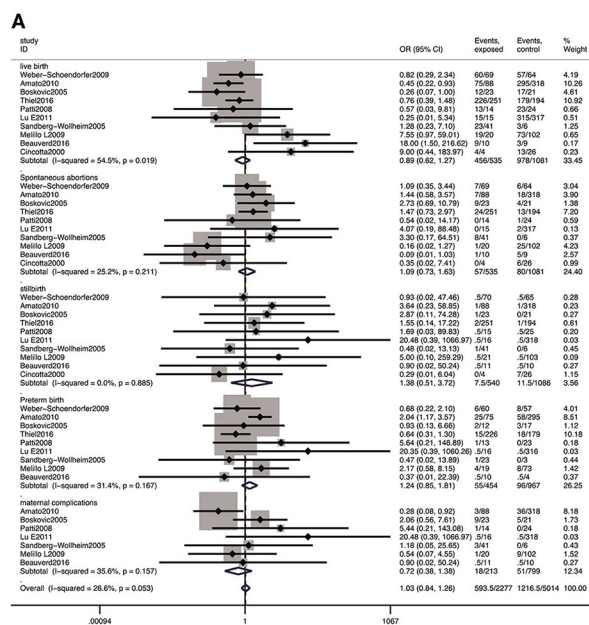 A
study Events, Events, %
ID OR (95% CI) exposed control Weight
live birth
Weber-Schoendorfer2009 0.82 (0.29, 2.34) 60/69 57/64 4.19
Amato2010 0.45 (0.22, 0.93) 75/88 295/318 10.26
Boskovic2005 0.26 (0.07, 1.00) 12/23 17/21 4.61
Thiel2016 0.76 (0.39, 1.48) 226/251 179/194 10.92
Patti2008 0.57 (0.03, 9.81) 13/14 23/24 0.66
Lu E2011 0.25 (0.01, 5.34) 15/15 315/317 0.51
Sandberg-Wollheim2005 1.28 (0.23, 7.10) 23/41 3/6 1.25
Melillo L2009 7.55 (0.97, 59.01) 19/20 73/102 0.65
Beauverd2016 18.00 (1.50, 216.62) 9/10 3/9 0.17
Cincotta2000 9.00 (0.44, 183.97) 4/4 13/26 0.23
Subtotal (I-squared = 54.5%, p = 0.019) 0.89 (0.62, 1.27) 456/535 978/1081 33.45
.
Spontaneous abortions
Weber-Schoendorfer2009 1.09 (0.35, 3.44) 7/69 6/64 3.04
Amato2010 1.44 (0.58, 3.57) 7/88 18/318 3.90
Boskovic2005 2.73 (0.69, 10.79) 9/23 4/21 1.38
Thiel2016 1.47 (0.73, 2.97) 24/251 13/194 7.20
Patti2008 0.54 (0.02, 14.17) 0/14 1/24 0.59
Lu E2011 4.07 (0.19, 88.48) 0/15 2/317 0.13
Sandberg-Wollheim2005 3.30 (0.17, 64.51) 8/41 0/6 0.37
Melillo L2009 0.16 (0.02, 1.27) 1/20 25/102 4.23
Beauverd2016 0.09 (0.01, 1.03) 1/10 5/9 2.57
Cincotta2000 0.35 (0.02, 7.41) 0/4 6/26 0.99
Subtotal (I-squared = 25.2%, p = 0.211) 1.09 (0.73, 1.63) 57/535 80/1081 24.40
.
stillbirth
Weber-Schoendorfer2009 0.93 (0.02, 47.46) .5/70 .5/65 0.28
Amato2010 3.64 (0.23, 58.85) 1/88 1/318 0.23
Boskovic2005 2.87 (0.11, 74.28) 1/23 0/21 0.27
Thiel2016 1.55 (0.14, 17.22) 2/251 1/194 0.61
Patti2008 1.69 (0.03, 89.83) .5/15 .5/25 0.20
Lu E2011 20.48 (0.39, 1066.97) .5/16 .5/318 0.03
Sandberg-Wollheim2005 0.48 (0.02, 13.13) 1/41 0/6 0.45
Melillo L2009 5.00 (0.10, 259.29) .5/21 .5/103 0.09
Beauverd2016 0.90 (0.02, 50.24) .5/11 .5/10 0.27
Cincotta2000 0.29 (0.01, 6.04) 0/4 7/26 1.15
Subtotal (I-squared = 0.0%, p = 0.885) 1.38 (0.51, 3.72) 7.5/540 11.5/1086 3.56
.
Preterm birth
Weber-Schoendorfer2009 0.68 (0.22, 2.10) 6/60 8/57 4.01
Amato2010 2.04 (1.17, 3.57) 25/75 58/295 8.51
Boskovic2005 0.93 (0.13, 6.66) 2/12 3/17 1.12
Thiel2016 0.64 (0.31, 1.30) 15/226 18/179 10.18
Patti2008 5.64 (0.21, 148.89) 1/13 0/23 0.18
Lu E2011 20.35 (0.39, 1060.26) .5/16 .5/316 0.03
Sandberg-Wollheim2005 0.47 (0.02, 13.89) 1/23 0/3 0.44
Melillo L2009 2.17 (0.58, 8.15) 4/19 8/73 1.42
Beauverd2016 0.37 (0.01, 22.39) .5/10 .5/4 0.37
Subtotal (I-squared = 31.4%, p = 0.167) 1.24 (0.85, 1.81) 55/454 96/967 26.25
.
maternal complications
Amato2010 0.28 (0.08, 0.92) 3/88 36/318 8.18
Boskovic2005 2.06 (0.56, 7.61) 9/23 5/21 1.73
Patti2008 5.44 (0.21, 143.08) 1/14 0/24 0.18
Lu E2011 20.48 (0.39, 1066.97) .5/16 .5/318 0.03
Sandberg-Wollheim2005 1.18 (0.05, 25.65) 3/41 0/6 0.43
Melillo L2009 0.54 (0.07, 4.55) 1/20 9/102 1.52
Beauverd2016 0.90 (0.02, 50.24) .5/11 .5/10 0.27
Subtotal (I-squared = 35.6%, p = 0.157) 0.72 (0.38, 1.38) 18/213 51/799 12.34
.
Overall (I-squared = 26.6%, p = 0.053) 1.03 (0.84, 1.26) 593.5/2277 1216.5/5014 100.00
.00094 1 1067